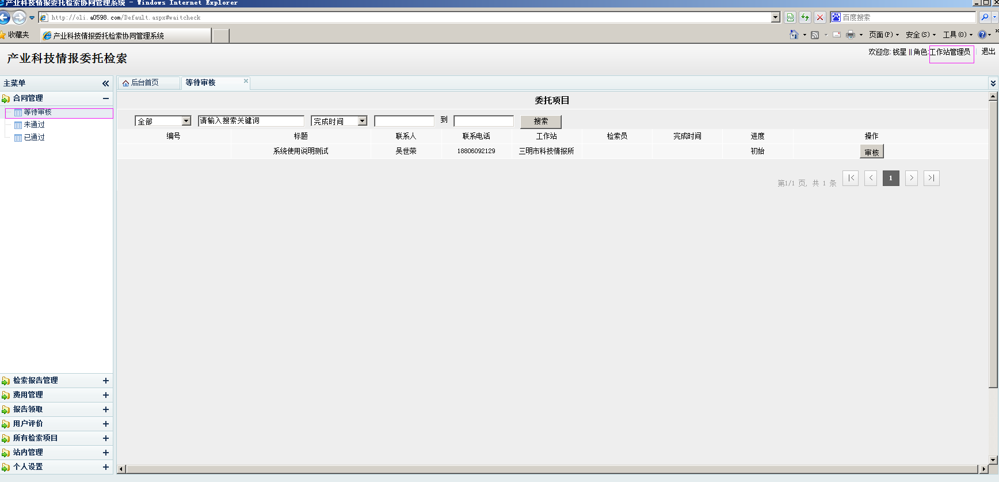 产业科技情报委托检索协同管理系统 - Windows Internet Explorer
http://oli.a0598.com/Default.aspx#waitcheck
百度搜索
收藏夹
产业科技情报委托检索协同管理系统
页面(P)
安全(S)
工具(O)
产业科技情报委托检索
欢迎您: 钱星 || 角色:工作站管理员
退出
主菜单
后台首页
等待审核
合同管理
等待审核
未通过
已通过
委托项目
全部
请输入搜索关键词
完成时间
到
搜索
编号 标题 联系人 联系电话 工作站 检索员 完成时间 进度 操作
系统使用说明测试 吴世荣 18806092129 三明市科技情报所 初始 审核
第1/1 页, 共 1 条
1
检索报告管理
费用管理
报告领取
用户评价
所有检索项目
站内管理
个人设置